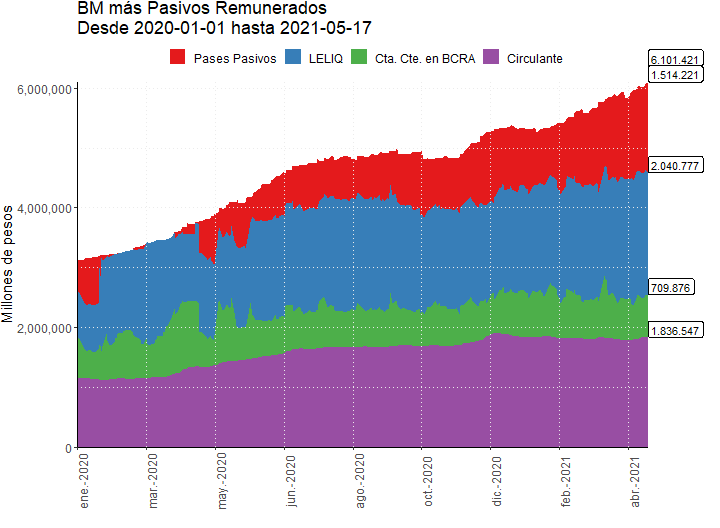 BM más Pasivos Remunerados
Desde 2020-01-01 hasta 2021-05-17
Pases Pasivos LELIQ Cta. Cte. en BCRA Circulante
6.101.421
1.514.221
2.040.777
709.876
1.836.547
Millones de pesos
6,000,000
4,000,000
2,000,000
0
ene.-2020
mar.-2020
may.-2020
jun.-2020
ago.-2020
oct.-2020
dic.-2020
feb.-2021
abr.-2021